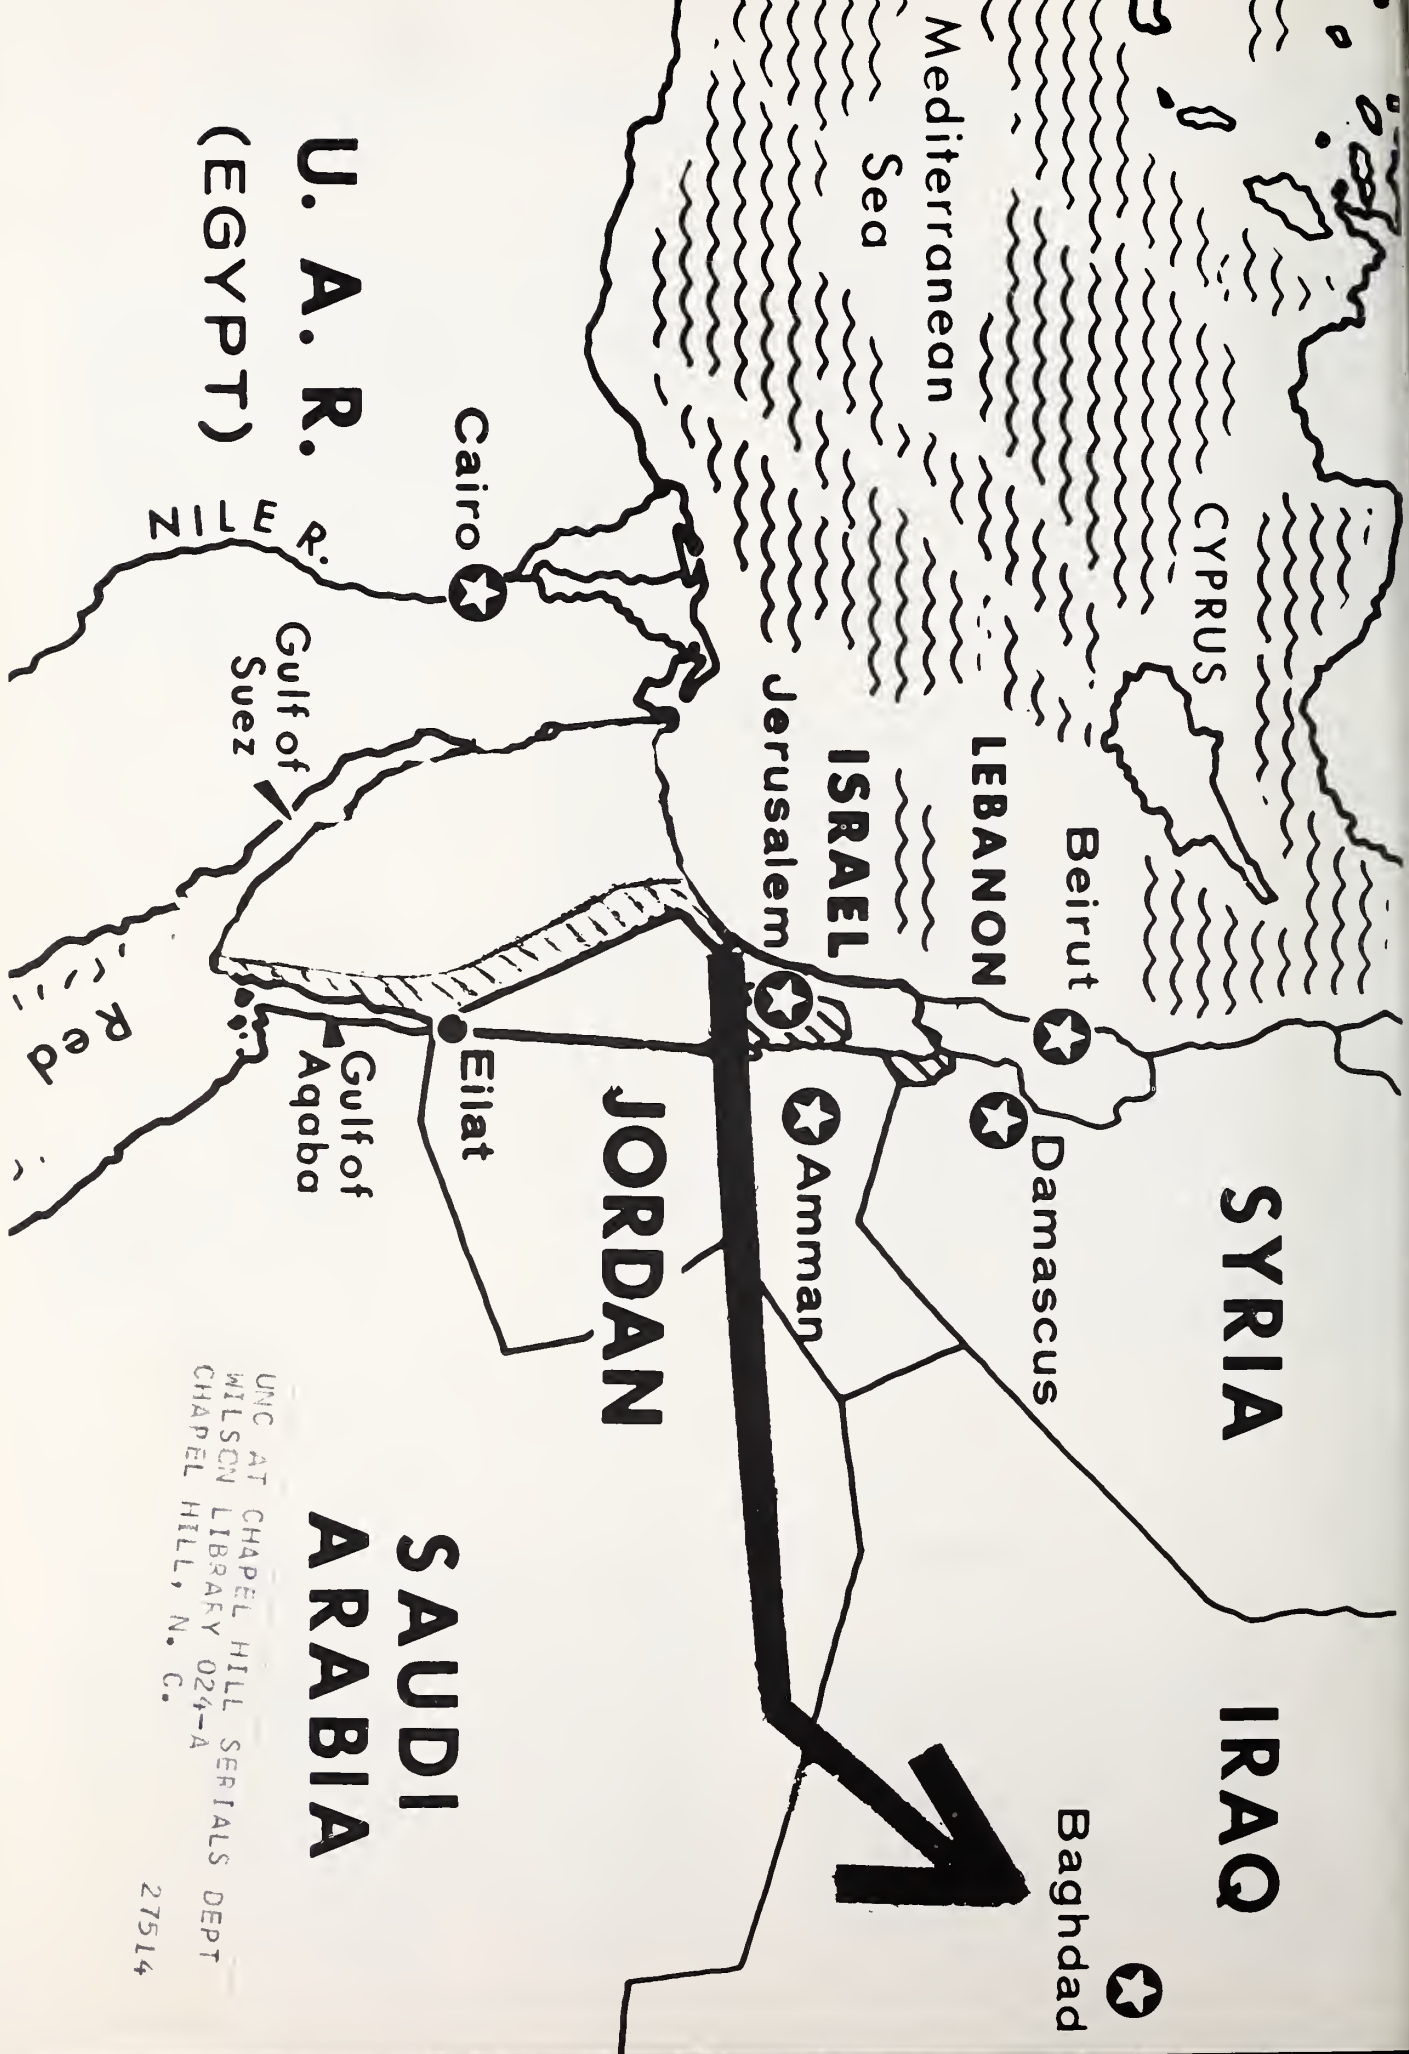 Mediterranean
Sea
CYPRUS
LEBANON
Beirut
ISRAEL
Jerusalem
SYRIA
Damascus
IRAQ
Baghdad
Amman
JORDAN
U. A. R.
(EGYPT)
Cairo
NILE R.
Gulf of
Suez
Eilat
Gulf of
Aqaba
Red
SAUDI
ARABIA
UNC AT CHAPEL HILL SERIALS DEPT
WILSON LIBRARY 024-A
CHAPEL HILL, N. C.
27514